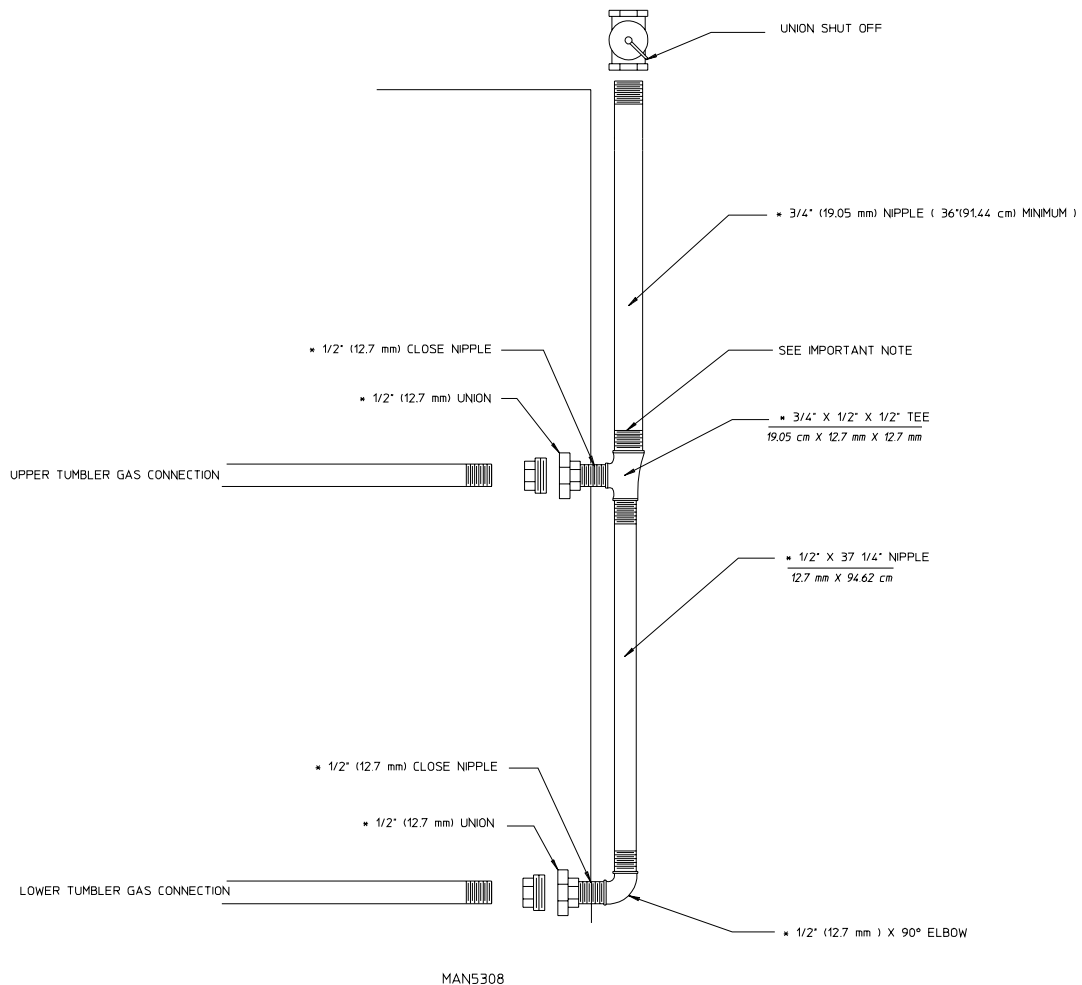 UNION SHUT OFF
* 3/4" (19.05 mm) NIPPLE ( 36"(91.44 cm) MINIMUM )
* 1/2" (12.7 mm) CLOSE NIPPLE
SEE IMPORTANT NOTE
* 1/2" (12.7 mm) UNION
* 3/4" X 1/2" X 1/2" TEE
19.05 cm X 12.7 mm X 12.7 mm
UPPER TUMBLER GAS CONNECTION
* 1/2" X 37 1/4" NIPPLE
12.7 mm X 94.62 cm
* 1/2" (12.7 mm) CLOSE NIPPLE
* 1/2" (12.7 mm) UNION
LOWER TUMBLER GAS CONNECTION
* 1/2" (12.7 mm ) X 90° ELBOW
MAN5308